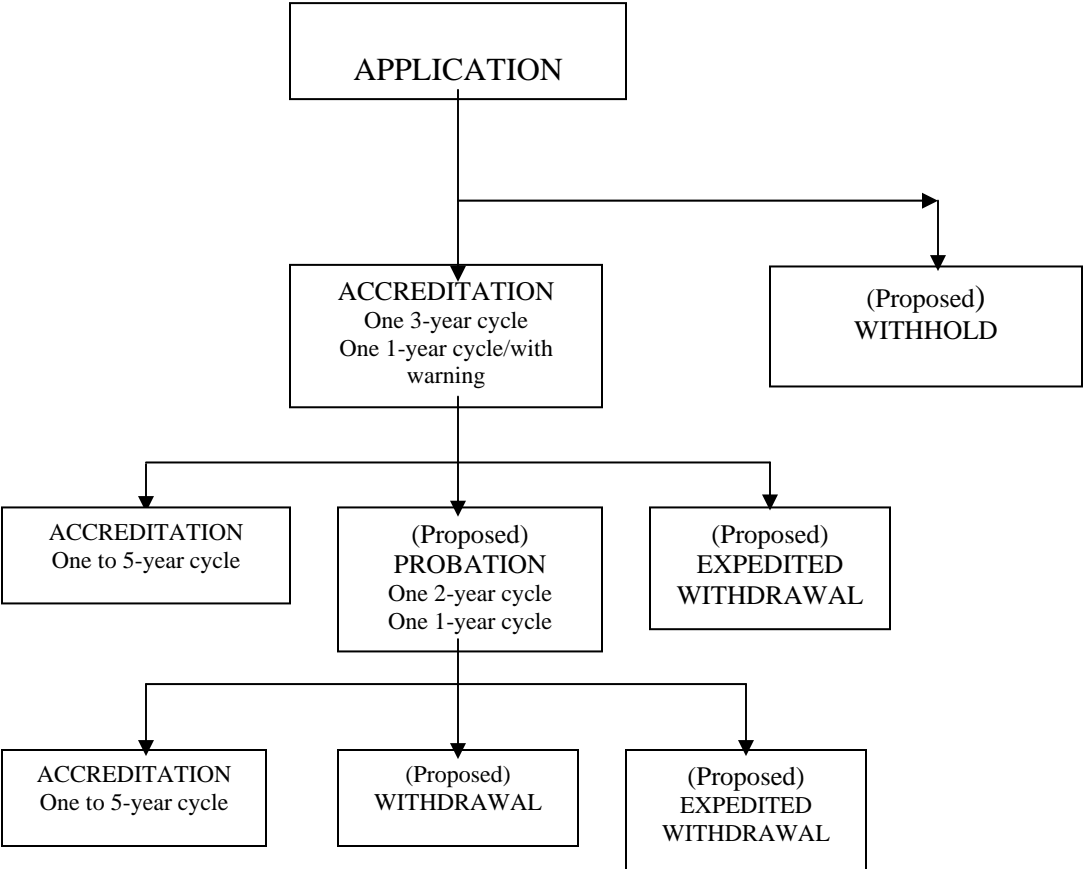 APPLICATION
ACCREDITATION
One 3-year cycle
One 1-year cycle/with
warning
(Proposed)
WITHHOLD
ACCREDITATION
One to 5-year cycle
(Proposed)
PROBATION
One 2-year cycle
One 1-year cycle
(Proposed)
EXPEDITED
WITHDRAWAL
ACCREDITATION
One to 5-year cycle
(Proposed)
WITHDRAWAL
(Proposed)
EXPEDITED
WITHDRAWAL